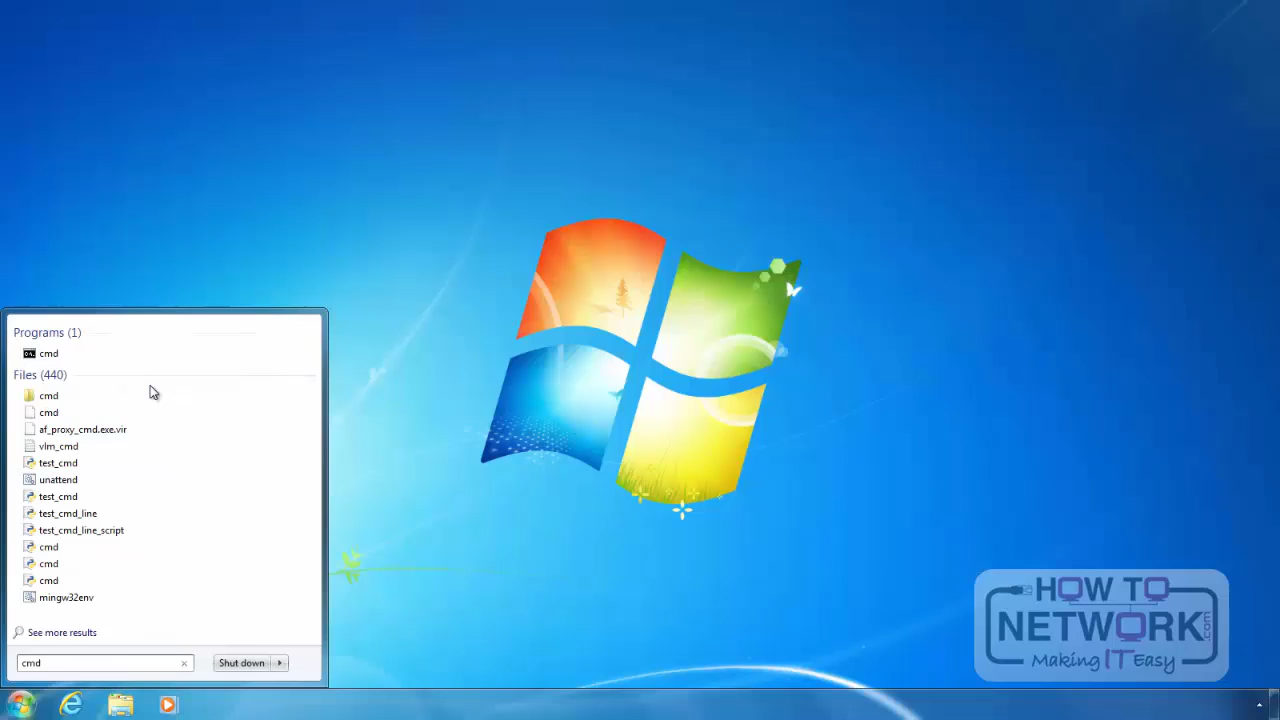 Programs (1)
cmd
Files (440)
cmd
cmd
af_proxy_cmd.exe.vir
vlm_cmd
test_cmd
unattend
test_cmd
test_cmd_line
test_cmd_line_script
cmd
cmd
cmd
mingw32env
See more results
cmd
Shut down
HOW TO
NETWORK.com
Making IT Easy